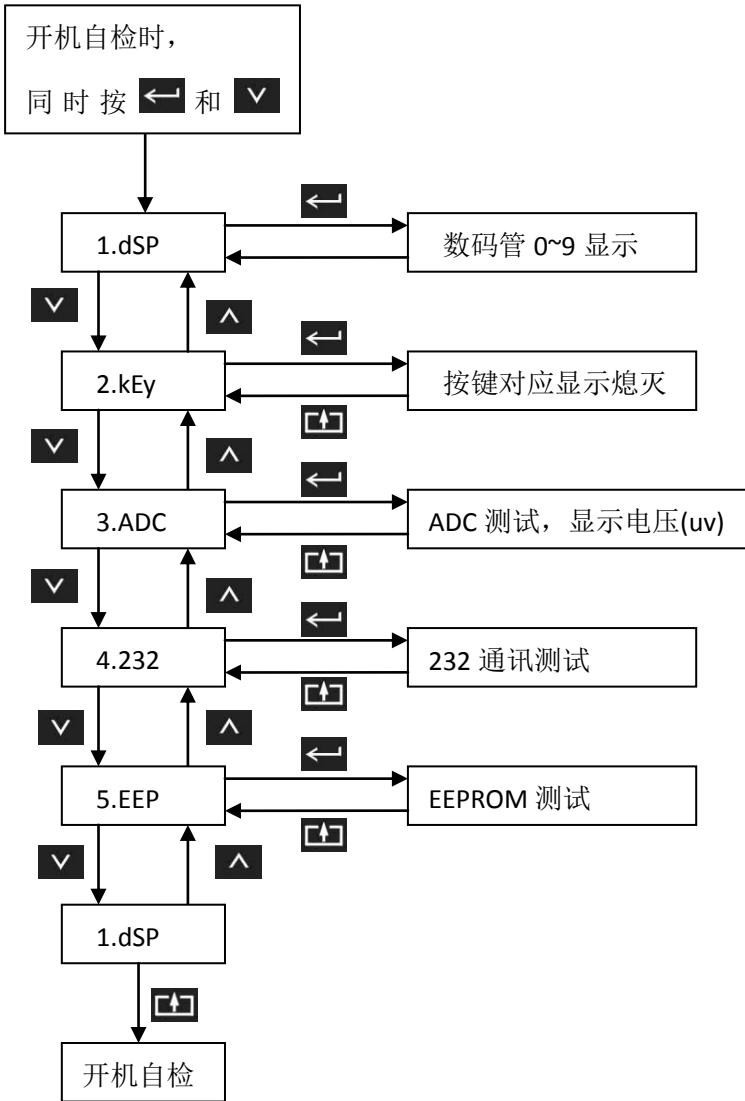 开机自检时，
同时按 和
1.dSP
数码管 0~9 显示
2.kEy
按键对应显示熄灭
3.ADC
ADC 测试，显示电压(uv)
4.232
232 通讯测试
5.EEP
EEPROM 测试
1.dSP
开机自检